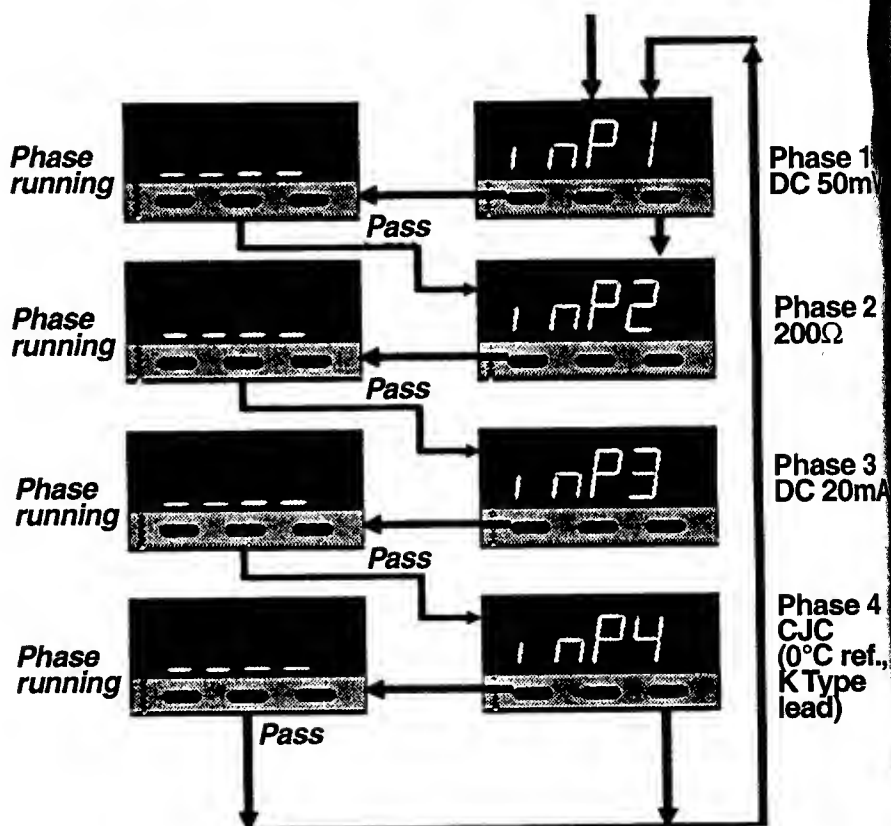 Phase
running
inP1
Phase 1
DC 50mV
Pass
Phase
running
inP2
Phase 2
200Ω
Pass
Phase
running
inP3
Phase 3
DC 20mA
Pass
Phase
running
inP4
Phase 4
CJC
(0°C ref.,
K Type
lead)
Pass